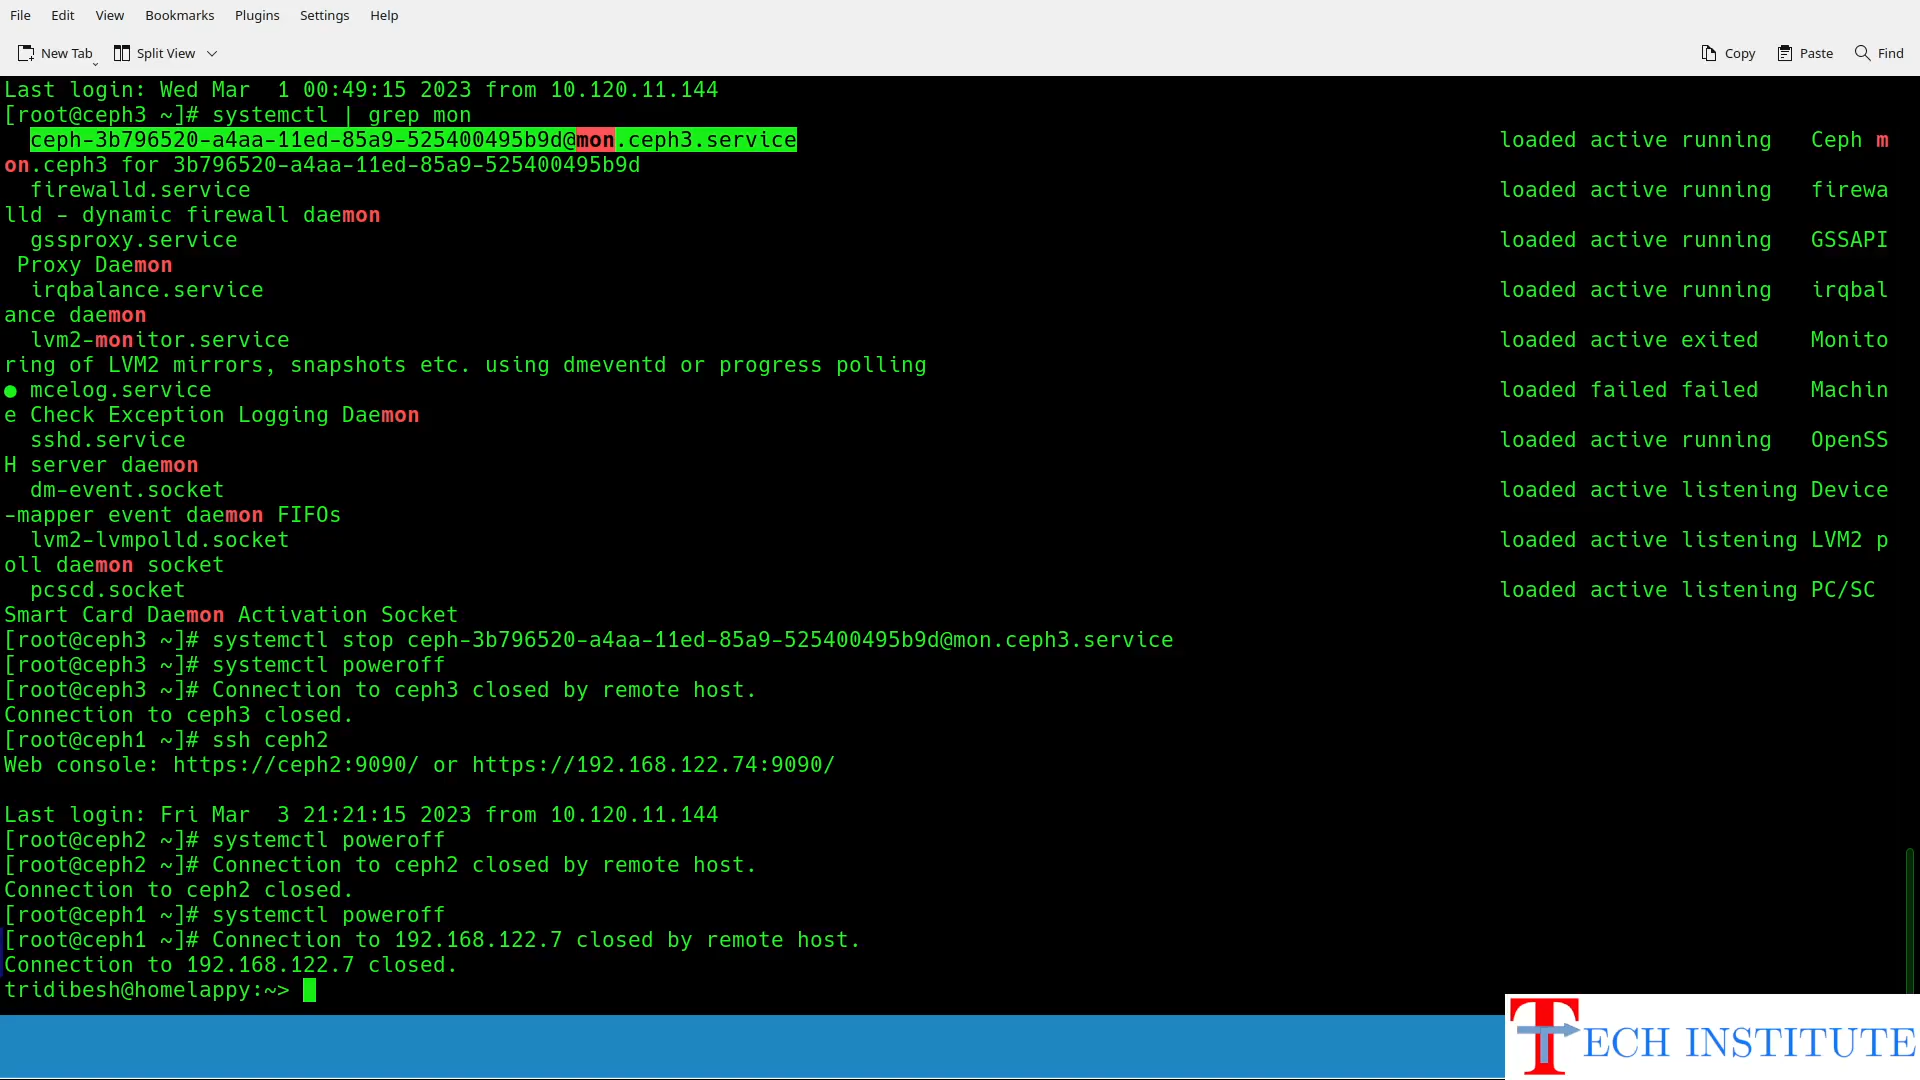 File Edit View Bookmarks Plugins Settings Help
New Tab Split View Copy Paste Find
Last login: Wed Mar  1 00:49:15 2023 from 10.120.11.144
[root@ceph3 ~]# systemctl | grep mon
  ceph-3b796520-a4aa-11ed-85a9-525400495b9d@mon.ceph3.service loaded active running   Ceph m
on.ceph3 for 3b796520-a4aa-11ed-85a9-525400495b9d
  firewalld.service loaded active running   firewa
lld - dynamic firewall daemon
  gssproxy.service loaded active running   GSSAPI
 Proxy Daemon
  irqbalance.service loaded active running   irqbal
ance daemon
  lvm2-monitor.service loaded active exited    Monito
ring of LVM2 mirrors, snapshots etc. using dmeventd or progress polling
● mcelog.service loaded failed failed    Machin
e Check Exception Logging Daemon
  sshd.service loaded active running   OpenSS
H server daemon
  dm-event.socket loaded active listening Device
-mapper event daemon FIFOs
  lvm2-lvmpolld.socket loaded active listening LVM2 p
oll daemon socket
  pcscd.socket loaded active listening PC/SC
Smart Card Daemon Activation Socket
[root@ceph3 ~]# systemctl stop ceph-3b796520-a4aa-11ed-85a9-525400495b9d@mon.ceph3.service
[root@ceph3 ~]# systemctl poweroff
[root@ceph3 ~]# Connection to ceph3 closed by remote host.
Connection to ceph3 closed.
[root@ceph1 ~]# ssh ceph2
Web console: https://ceph2:9090/ or https://192.168.122.74:9090/

Last login: Fri Mar  3 21:21:15 2023 from 10.120.11.144
[root@ceph2 ~]# systemctl poweroff
[root@ceph2 ~]# Connection to ceph2 closed by remote host.
Connection to ceph2 closed.
[root@ceph1 ~]# systemctl poweroff
[root@ceph1 ~]# Connection to 192.168.122.7 closed by remote host.
Connection to 192.168.122.7 closed.
tridibesh@homelappy:~>
TECH INSTITUTE